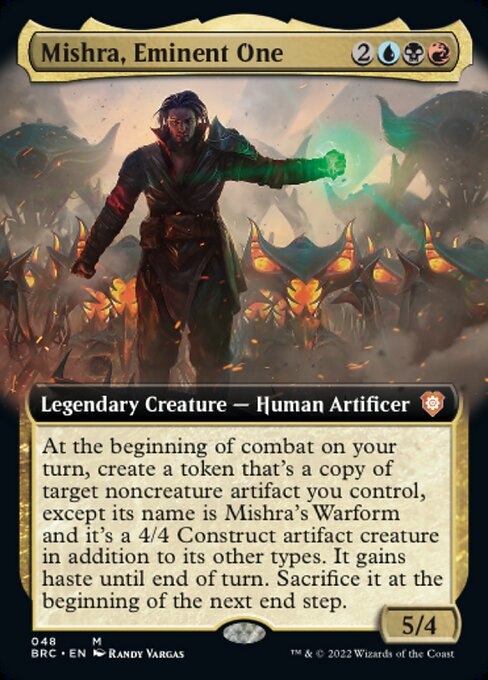 Mishra, Eminent One 2
Legendary Creature — Human Artificer
At the beginning of combat on your
turn, create a token that's a copy of
target noncreature artifact you control,
except its name is Mishra's Warform
and it's a 4/4 Construct artifact creature
in addition to its other types. It gains
haste until end of turn. Sacrifice it at the
beginning of the next end step.
5/4
048 M
BRC • EN Randy Vargas
™ & © 2022 Wizards of the Coast